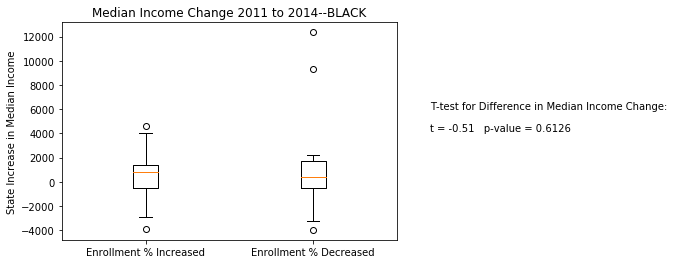 Median Income Change 2011 to 2014--BLACK
State Increase in Median Income
12000
10000
8000
6000
4000
2000
0
−2000
−4000
Enrollment % Increased
Enrollment % Decreased
T-test for Difference in Median Income Change:
t = -0.51   p-value = 0.6126